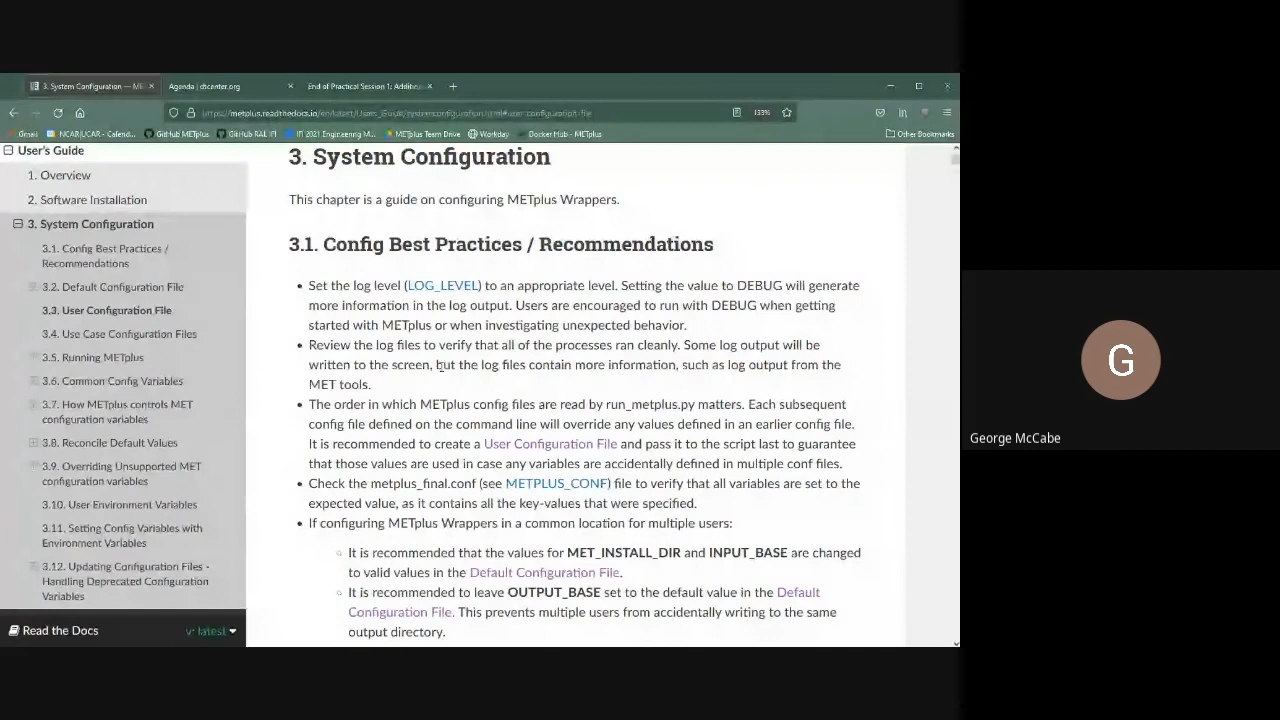 3. System Configuration — ME
Agenda | dtcenter.org
End of Practical Session 1: Additio
133%
Gmail
NCAR/UCAR - Calend...
GitHub METplus
GitHub RAL IFI
IFI 2021 Engineering M...
METplus Team Drive
Workday
Docker Hub - METplus
Other Bookmarks
User's Guide
1. Overview
2. Software Installation
3. System Configuration
3.1. Config Best Practices /
Recommendations
3.2. Default Configuration File
3.3. User Configuration File
3.4. Use Case Configuration Files
3.5. Running METplus
3.6. Common Config Variables
3.7. How METplus controls MET
configuration variables
3.8. Reconcile Default Values
3.9. Overriding Unsupported MET
configuration variables
3.10. User Environment Variables
3.11. Setting Config Variables with
Environment Variables
3.12. Updating Configuration Files -
Handling Deprecated Configuration
Variables
Read the Docs
v: latest
3. System Configuration
This chapter is a guide on configuring METplus Wrappers.
3.1. Config Best Practices / Recommendations
Set the log level (LOG_LEVEL) to an appropriate level. Setting the value to DEBUG will generate
more information in the log output. Users are encouraged to run with DEBUG when getting
started with METplus or when investigating unexpected behavior.
Review the log files to verify that all of the processes ran cleanly. Some log output will be
written to the screen, but the log files contain more information, such as log output from the
MET tools.
The order in which METplus config files are read by run_metplus.py matters. Each subsequent
config file defined on the command line will override any values defined in an earlier config file.
It is recommended to create a User Configuration File and pass it to the script last to guarantee
that those values are used in case any variables are accidentally defined in multiple conf files.
Check the metplus_final.conf (see METPLUS_CONF) file to verify that all variables are set to the
expected value, as it contains all the key-values that were specified.
If configuring METplus Wrappers in a common location for multiple users:
It is recommended that the values for MET_INSTALL_DIR and INPUT_BASE are changed
to valid values in the Default Configuration File.
It is recommended to leave OUTPUT_BASE set to the default value in the Default
Configuration File. This prevents multiple users from accidentally writing to the same
output directory.
G
George McCabe